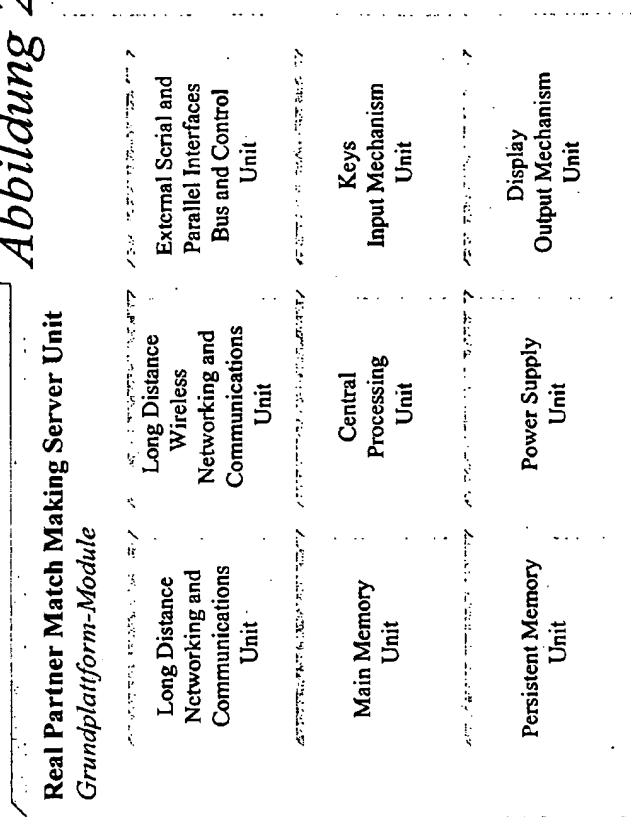 Abbildung
Real Partner Match Making Server Unit
Grundplattform-Module
Long Distance
Networking and
Communications
Unit
Long Distance
Wireless
Networking and
Communications
Unit
External Serial and
Parallel Interfaces
Bus and Control
Unit
Main Memory
Unit
Central
Processing
Unit
Keys
Input Mechanism
Unit
Persistent Memory
Unit
Power Supply
Unit
Display
Output Mechanism
Unit